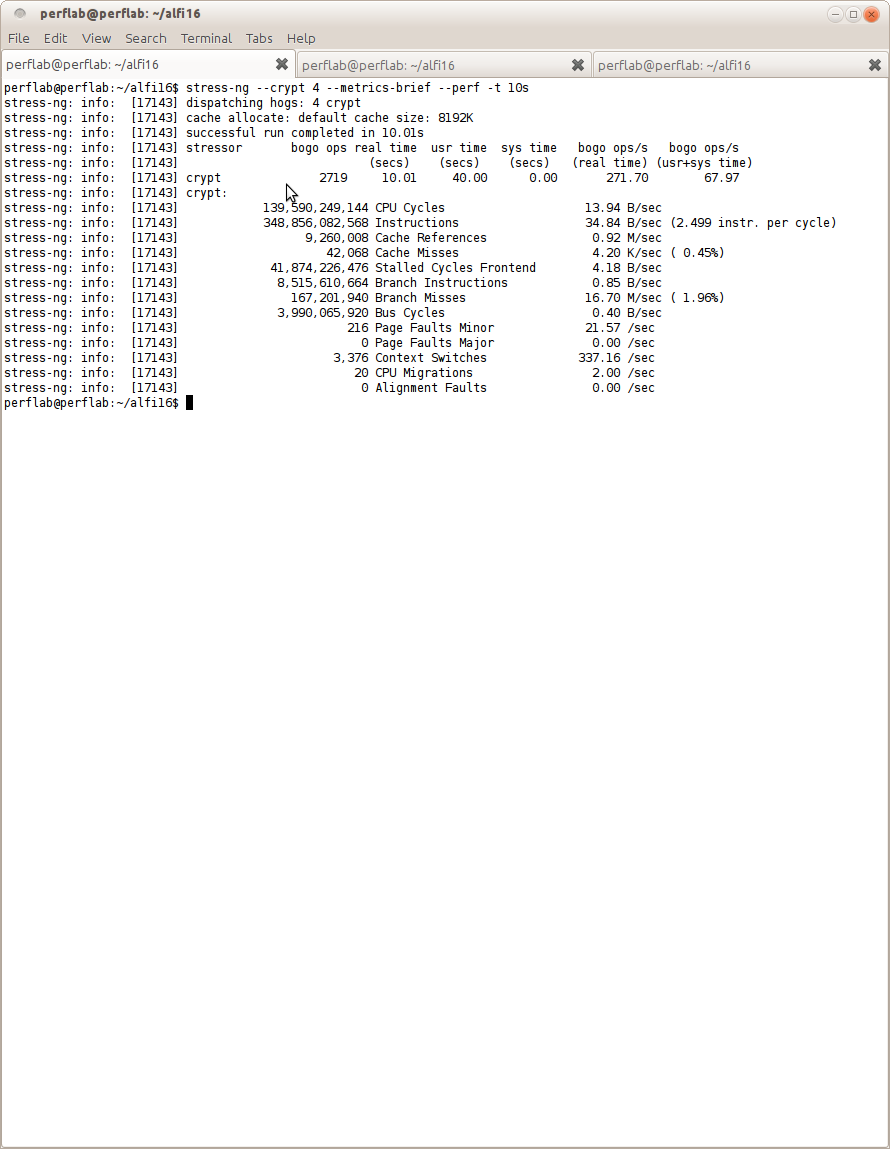 perflab@perflab: ~/alfi16
File Edit View Search Terminal Tabs Help
perflab@perflab: ~/alfi16 perflab@perflab: ~/alfi16 perflab@perflab: ~/alfi16
perflab@perflab:~/alfi16$ stress-ng --crypt 4 --metrics-brief --perf -t 10s
stress-ng: info:  [17143] dispatching hogs: 4 crypt
stress-ng: info:  [17143] cache allocate: default cache size: 8192K
stress-ng: info:  [17143] successful run completed in 10.01s
stress-ng: info:  [17143] stressor       bogo ops real time  usr time  sys time   bogo ops/s   bogo ops/s
stress-ng: info:  [17143]                           (secs)    (secs)    (secs)   (real time) (usr+sys time)
stress-ng: info:  [17143] crypt              2719     10.01     40.00      0.00       271.70        67.97
stress-ng: info:  [17143] crypt:
stress-ng: info:  [17143]            139,590,249,144 CPU Cycles                    13.94 B/sec
stress-ng: info:  [17143]            348,856,082,568 Instructions                  34.84 B/sec (2.499 instr. per cycle)
stress-ng: info:  [17143]                  9,260,008 Cache References               0.92 M/sec
stress-ng: info:  [17143]                     42,068 Cache Misses                   4.20 K/sec ( 0.45%)
stress-ng: info:  [17143]             41,874,226,476 Stalled Cycles Frontend        4.18 B/sec
stress-ng: info:  [17143]              8,515,610,664 Branch Instructions            0.85 B/sec
stress-ng: info:  [17143]                167,201,940 Branch Misses                 16.70 M/sec ( 1.96%)
stress-ng: info:  [17143]              3,990,065,920 Bus Cycles                     0.40 B/sec
stress-ng: info:  [17143]                        216 Page Faults Minor             21.57 /sec
stress-ng: info:  [17143]                          0 Page Faults Major              0.00 /sec
stress-ng: info:  [17143]                      3,376 Context Switches             337.16 /sec
stress-ng: info:  [17143]                         20 CPU Migrations                 2.00 /sec
stress-ng: info:  [17143]                          0 Alignment Faults               0.00 /sec
perflab@perflab:~/alfi16$